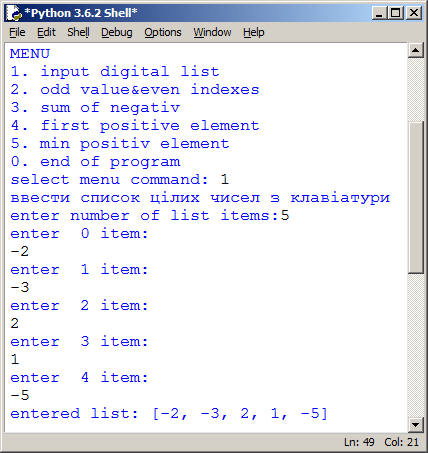 *Python 3.6.2 Shell*
File Edit Shell Debug Options Window Help
MENU
1. input digital list
2. odd value&even indexes
3. sum of negativ
4. first positive element
5. min positiv element
0. end of program
select menu command: 1
ввести список цілих чисел з клавіатури
enter number of list items:5
enter  0 item:
-2
enter  1 item:
-3
enter  2 item:
2
enter  3 item:
1
enter  4 item:
-5
entered list: [-2, -3, 2, 1, -5]
Ln: 49 Col: 21